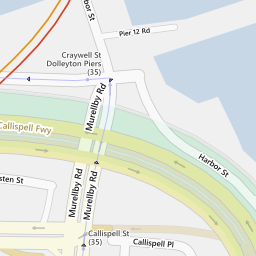 Harbor St
Pier 12 Rd
Craywell St
Dolleyton Piers
(35)
Murellby Rd
Callispell Fwy
Harbor St
Murellby Rd
Murellby Rd
Callispell St
(35)
Callispell Pl